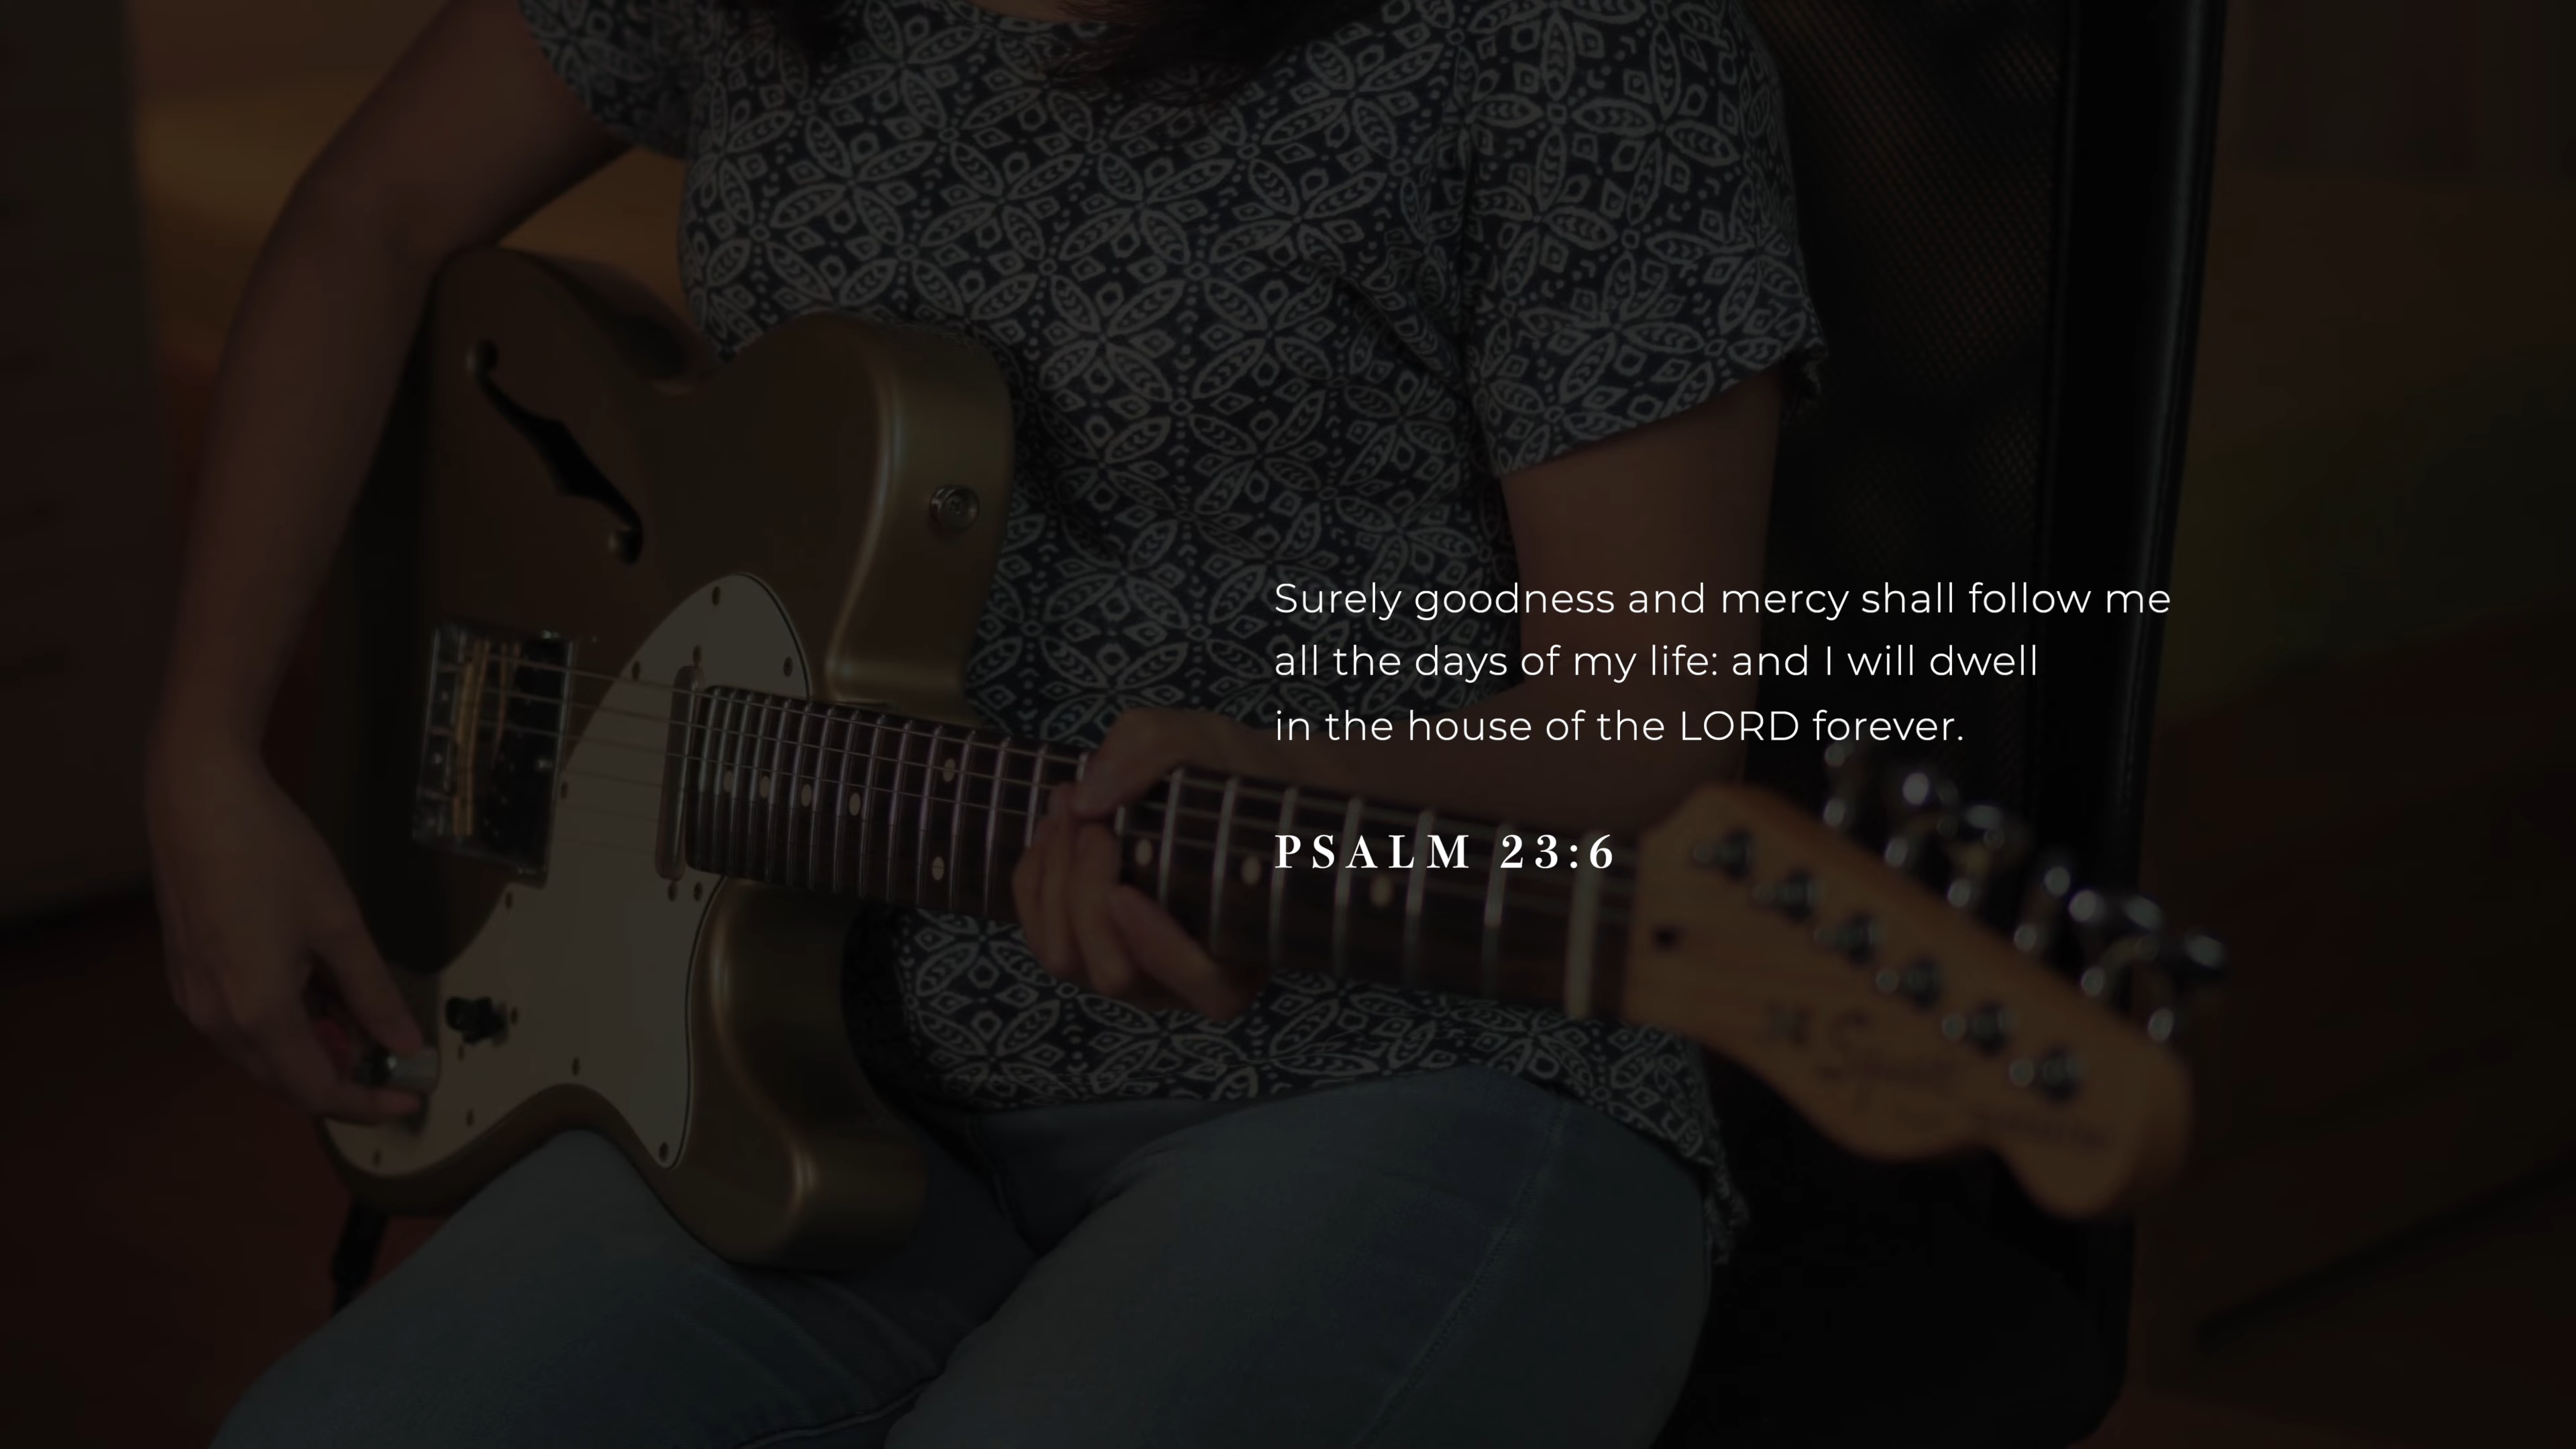 Surely goodness and mercy shall follow me
all the days of my life: and I will dwell
in the house of the LORD forever.
PSALM 23:6
Squier